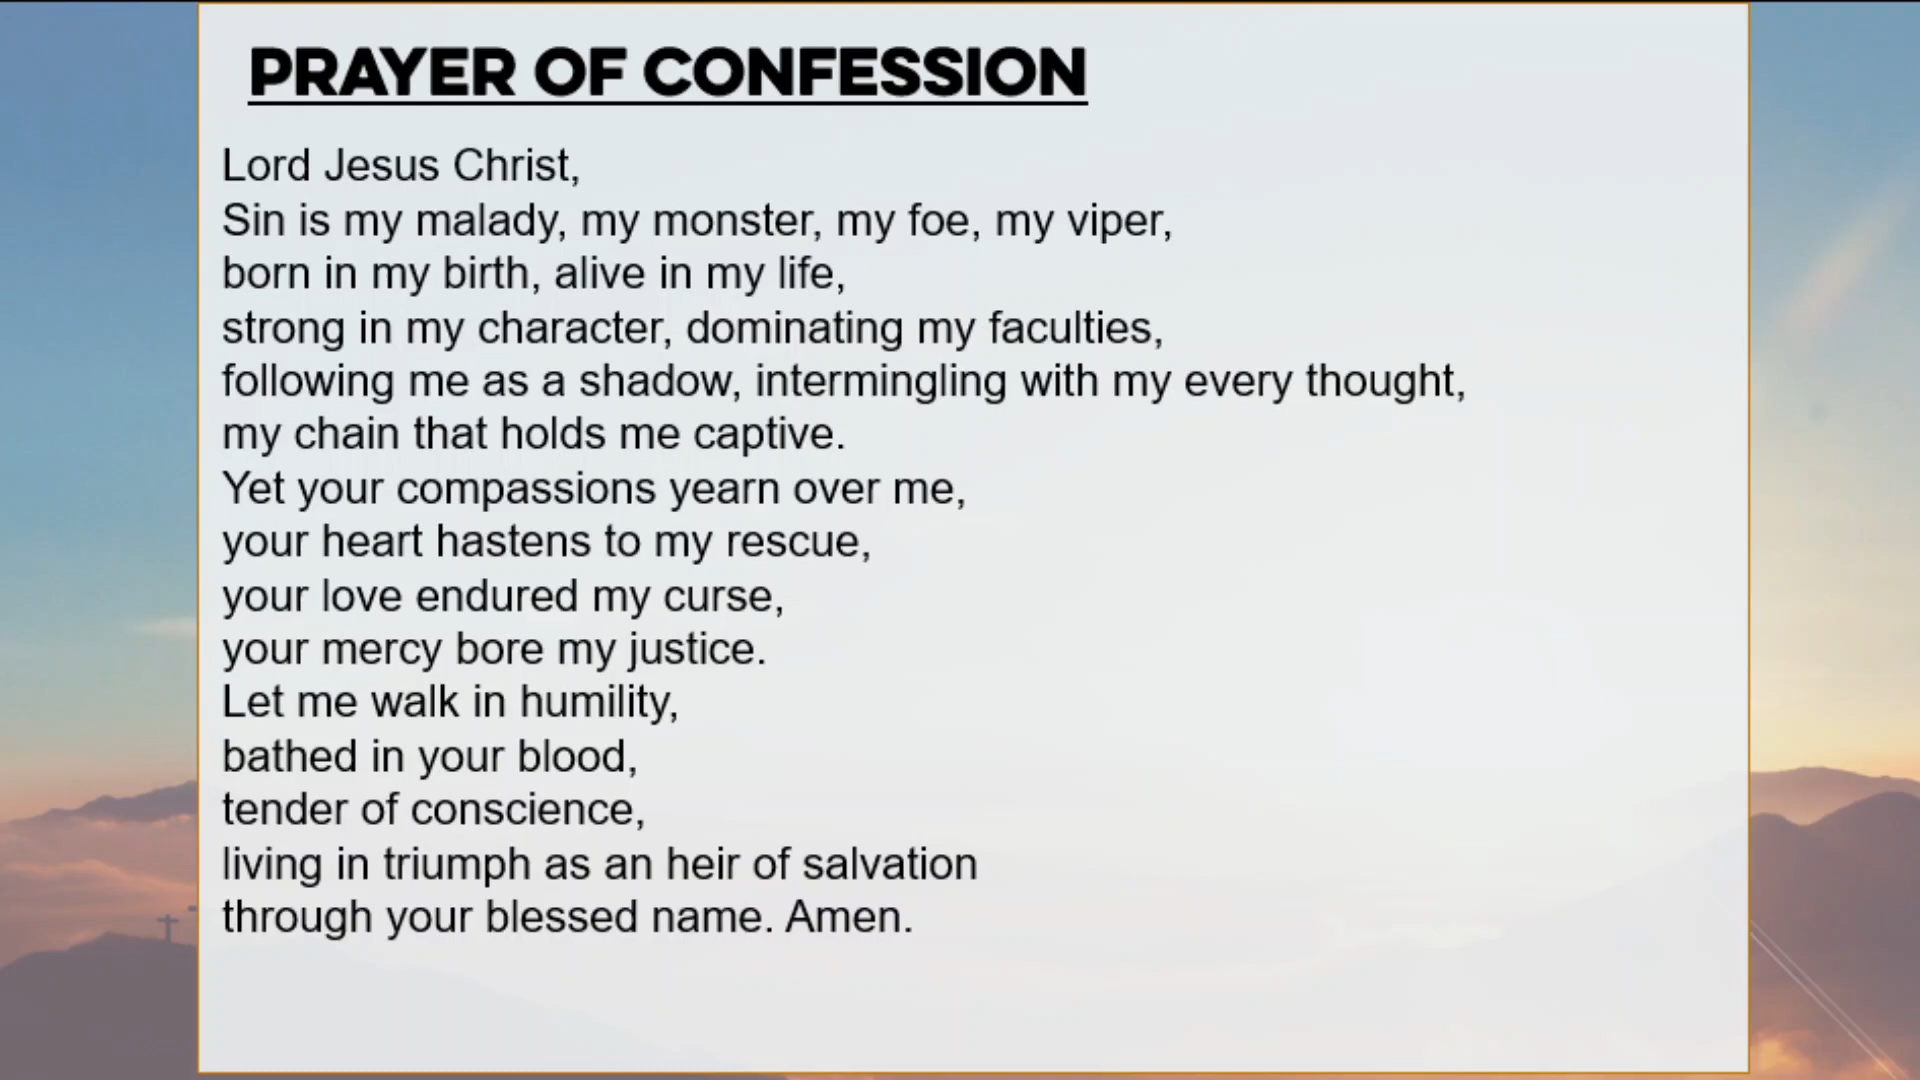 PRAYER OF CONFESSION
Lord Jesus Christ,
Sin is my malady, my monster, my foe, my viper,
born in my birth, alive in my life,
strong in my character, dominating my faculties,
following me as a shadow, intermingling with my every thought,
my chain that holds me captive.
Yet your compassions yearn over me,
your heart hastens to my rescue,
your love endured my curse,
your mercy bore my justice.
Let me walk in humility,
bathed in your blood,
tender of conscience,
living in triumph as an heir of salvation
through your blessed name. Amen.